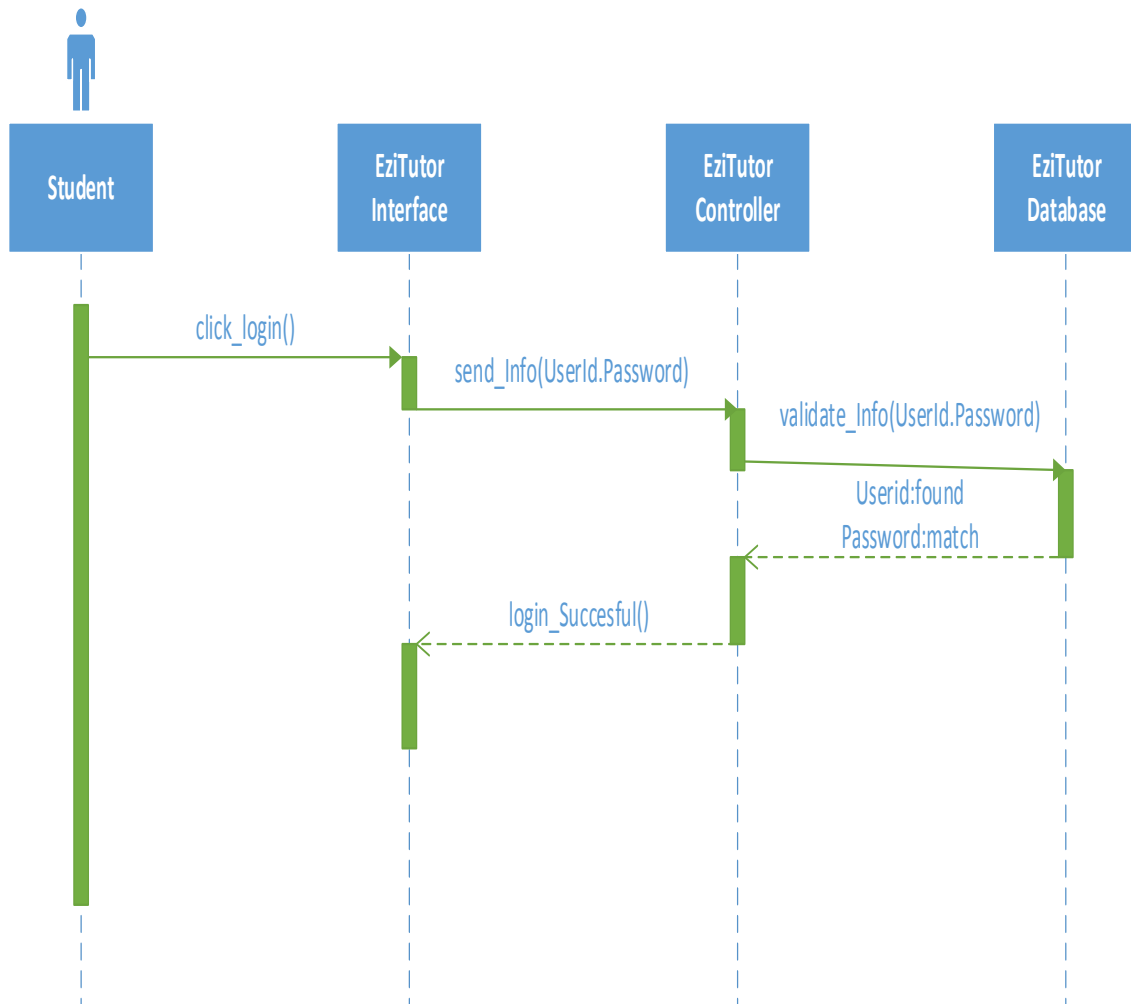 Student
EziTutor
Interface
EziTutor
Controller
EziTutor
Database
click_login()
send_Info(UserId.Password)
validate_Info(UserId.Password)
Userid:found
Password:match
login_Succesful()